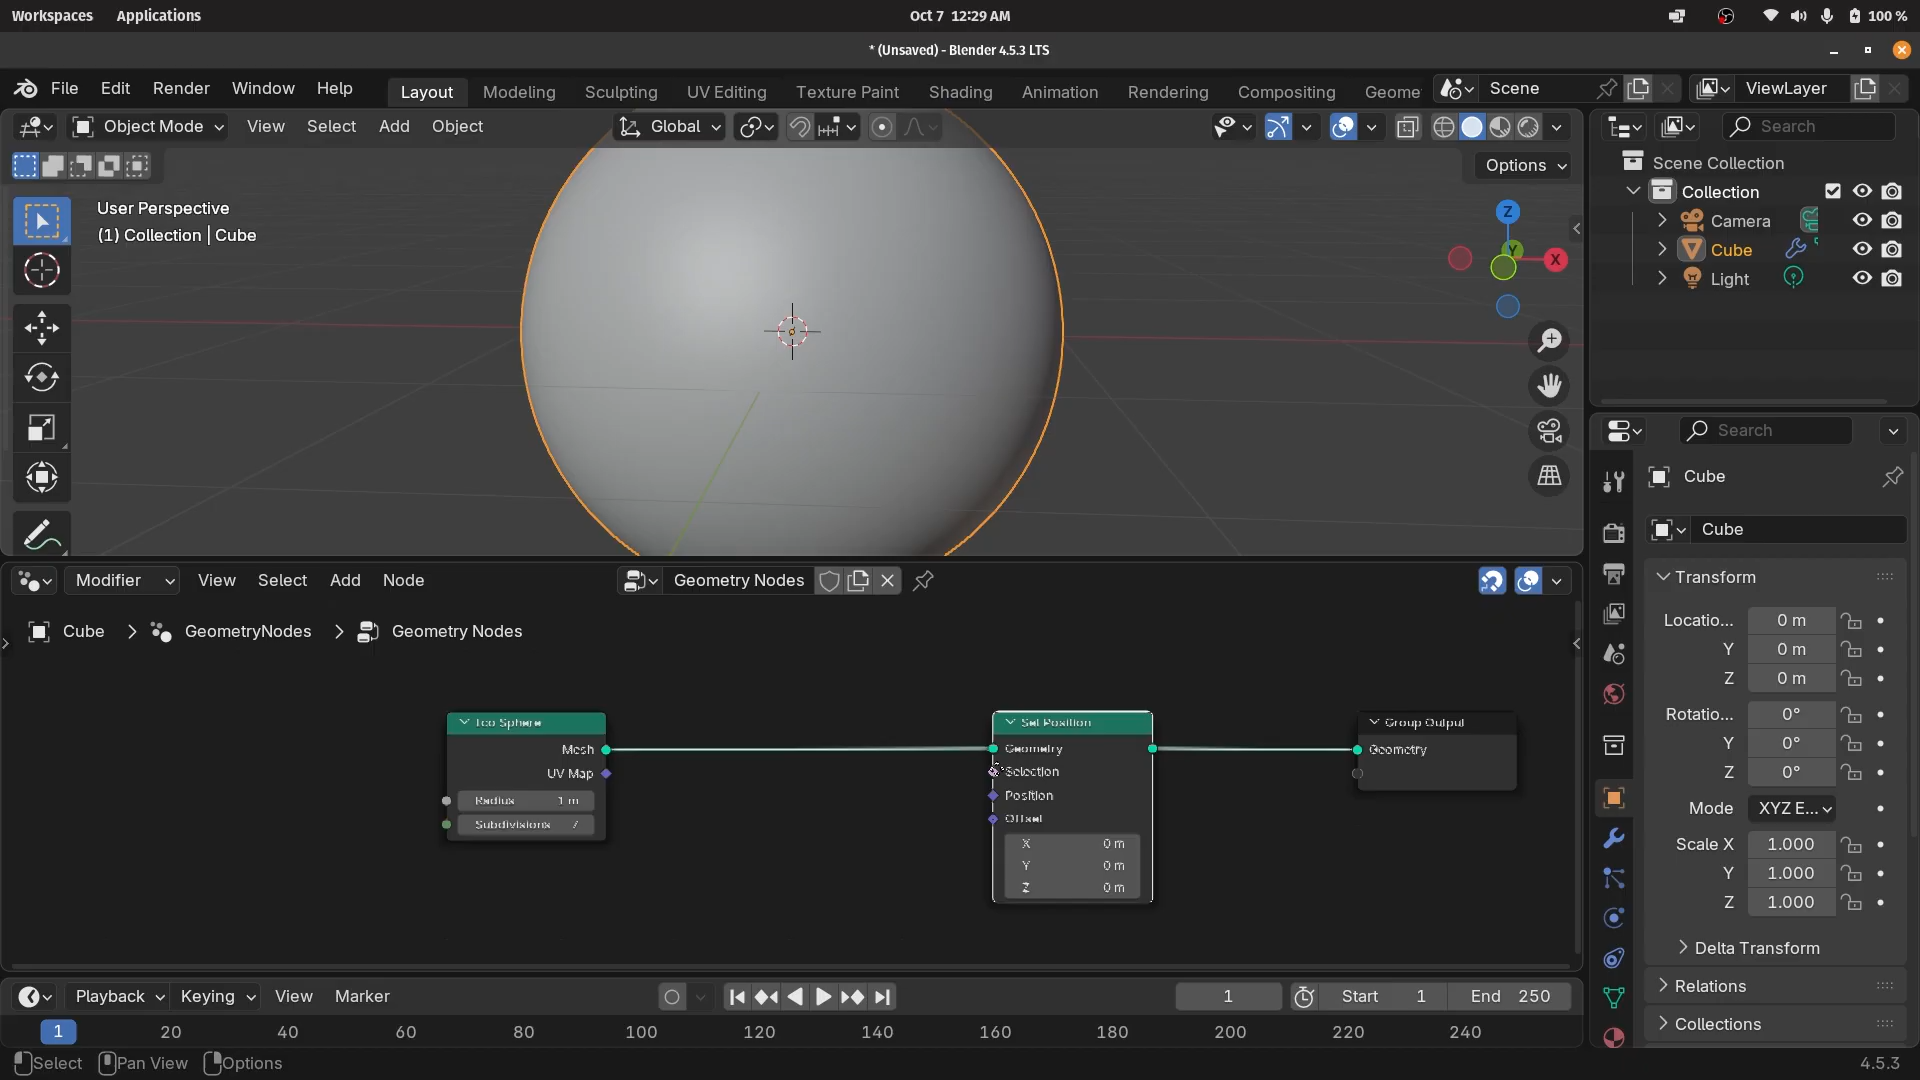 Workspaces Applications Oct 7 12:29 AM 100 %
* (Unsaved) - Blender 4.5.3 LTS
File Edit Render Window Help Layout Modeling Sculpting UV Editing Texture Paint Shading Animation Rendering Compositing Geome Scene ViewLayer
Object Mode View Select Add Object Global Search
Options
Scene Collection
Collection
Camera
Cube
Light
User Perspective
(1) Collection | Cube
Z
Y
X
Search
Cube
Cube
Transform
Locatio... 0 m
Y 0 m
Z 0 m
Rotatio... 0°
Y 0°
Z 0°
Mode XYZ E...
Scale X 1.000
Y 1.000
Z 1.000
Delta Transform
Relations
Collections
Modifier View Select Add Node Geometry Nodes
Cube GeometryNodes Geometry Nodes
Ico Sphere
Mesh
UV Map
Radius 1 m
Subdivisions 7
Set Position
Geometry
Selection
Position
Offset
X 0 m
Y 0 m
Z 0 m
Group Output
Geometry
Playback Keying View Marker 1 Start 1 End 250
1 20 40 60 80 100 120 140 160 180 200 220 240
Select Pan View Options 4.5.3